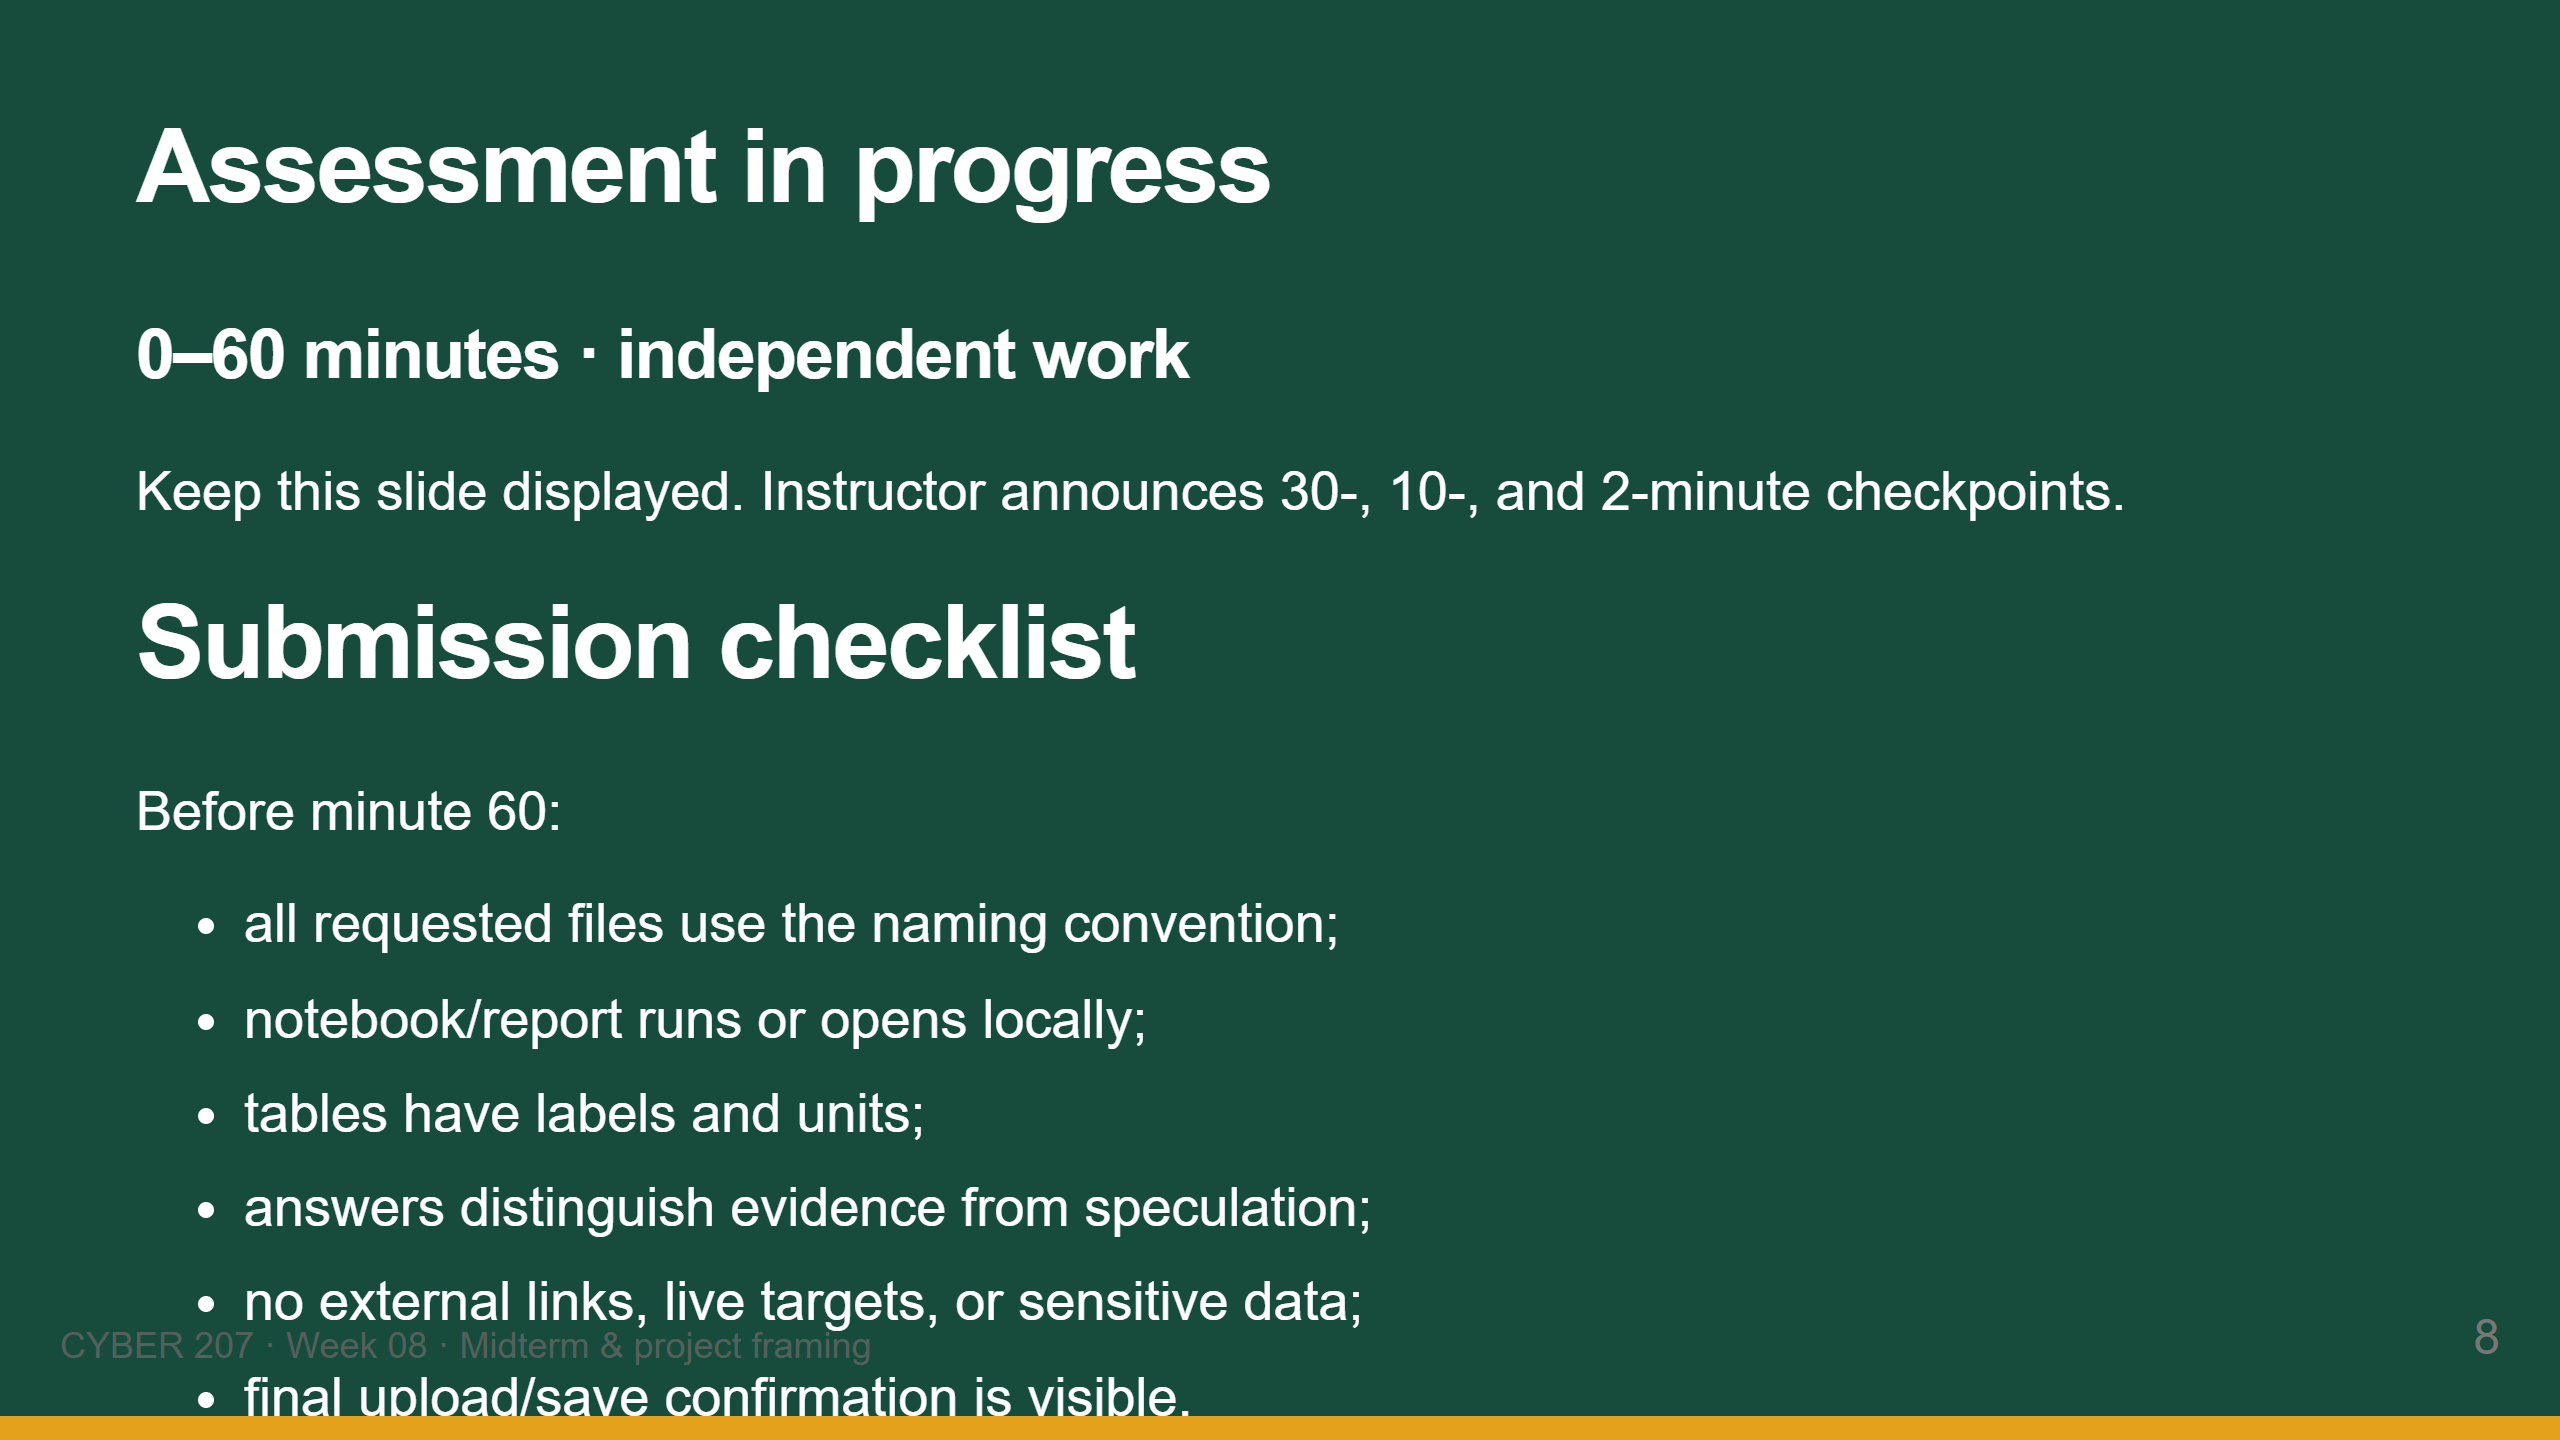 Assessment in progress
0–60 minutes · independent work
Keep this slide displayed. Instructor announces 30-, 10-, and 2-minute checkpoints.
Submission checklist
Before minute 60:
• all requested files use the naming convention;
• notebook/report runs or opens locally;
• tables have labels and units;
• answers distinguish evidence from speculation;
• no external links, live targets, or sensitive data;
CYBER 207 · Week 08 · Midterm & project framing
8
• final upload/save confirmation is visible.